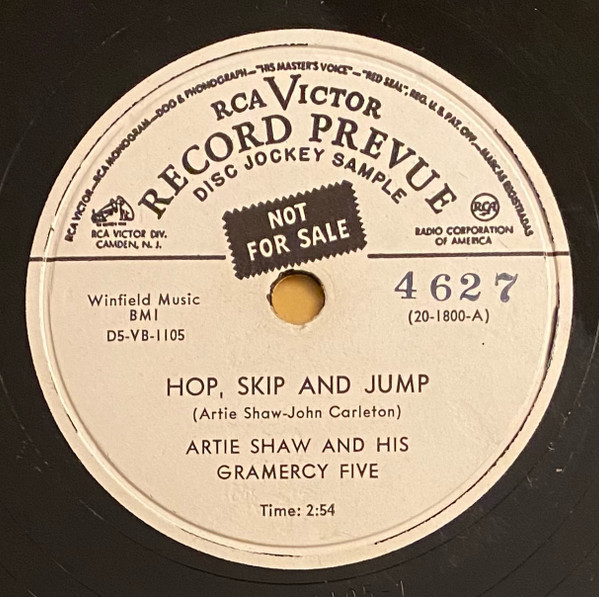 RCA VICTOR—RCA MONOGRAM—DOG & PHONOGRAPH—"HIS MASTER'S VOICE"—"RED SEAL", REG. U. S. PAT. OFF.—MARCAS REGISTRADAS
RCA VICTOR
RECORD PREVUE
DISC JOCKEY SAMPLE
NOT
FOR SALE
RCA VICTOR DIV.
CAMDEN, N. J.
RCA
RADIO CORPORATION
OF AMERICA
Winfield Music
BMI
D5-VB-1105
4627
(20-1800-A)
HOP, SKIP AND JUMP
(Artie Shaw-John Carleton)
ARTIE SHAW AND HIS
GRAMERCY FIVE
Time: 2:54